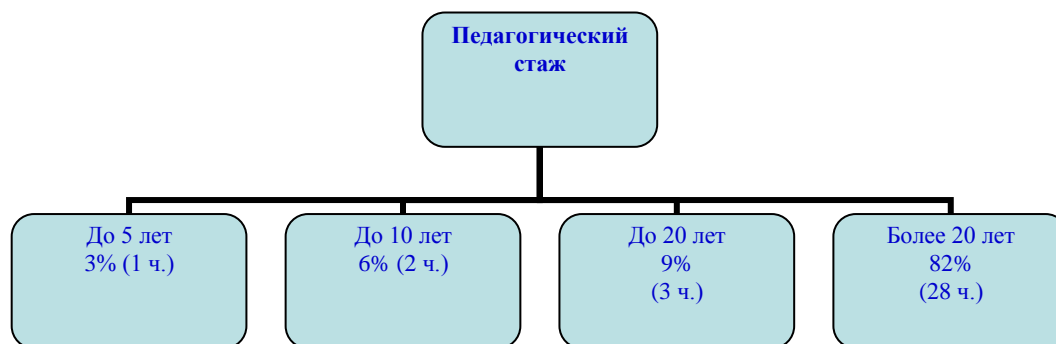 Педагогический
стаж
До 5 лет
3% (1 ч.)
До 10 лет
6% (2 ч.)
До 20 лет
9%
(3 ч.)
Более 20 лет
82%
(28 ч.)